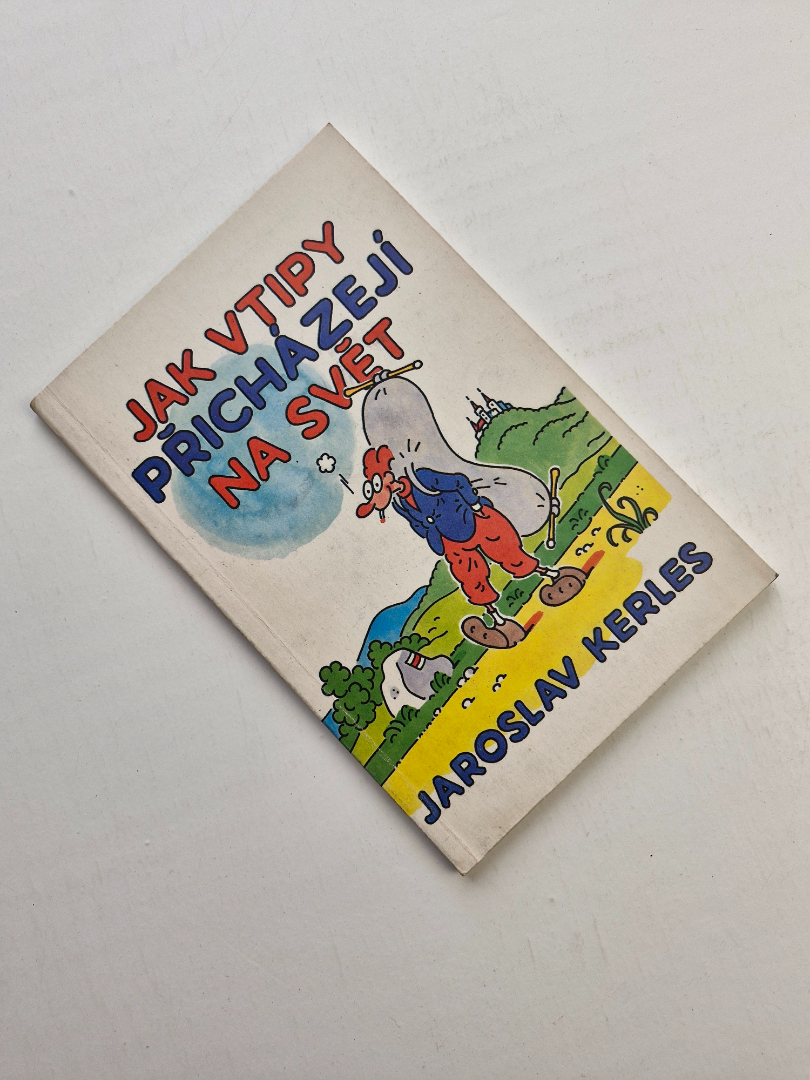 JAK VTIPY
PŘICHÁZEJÍ
NA SVĚT
JAROSLAV KERLES